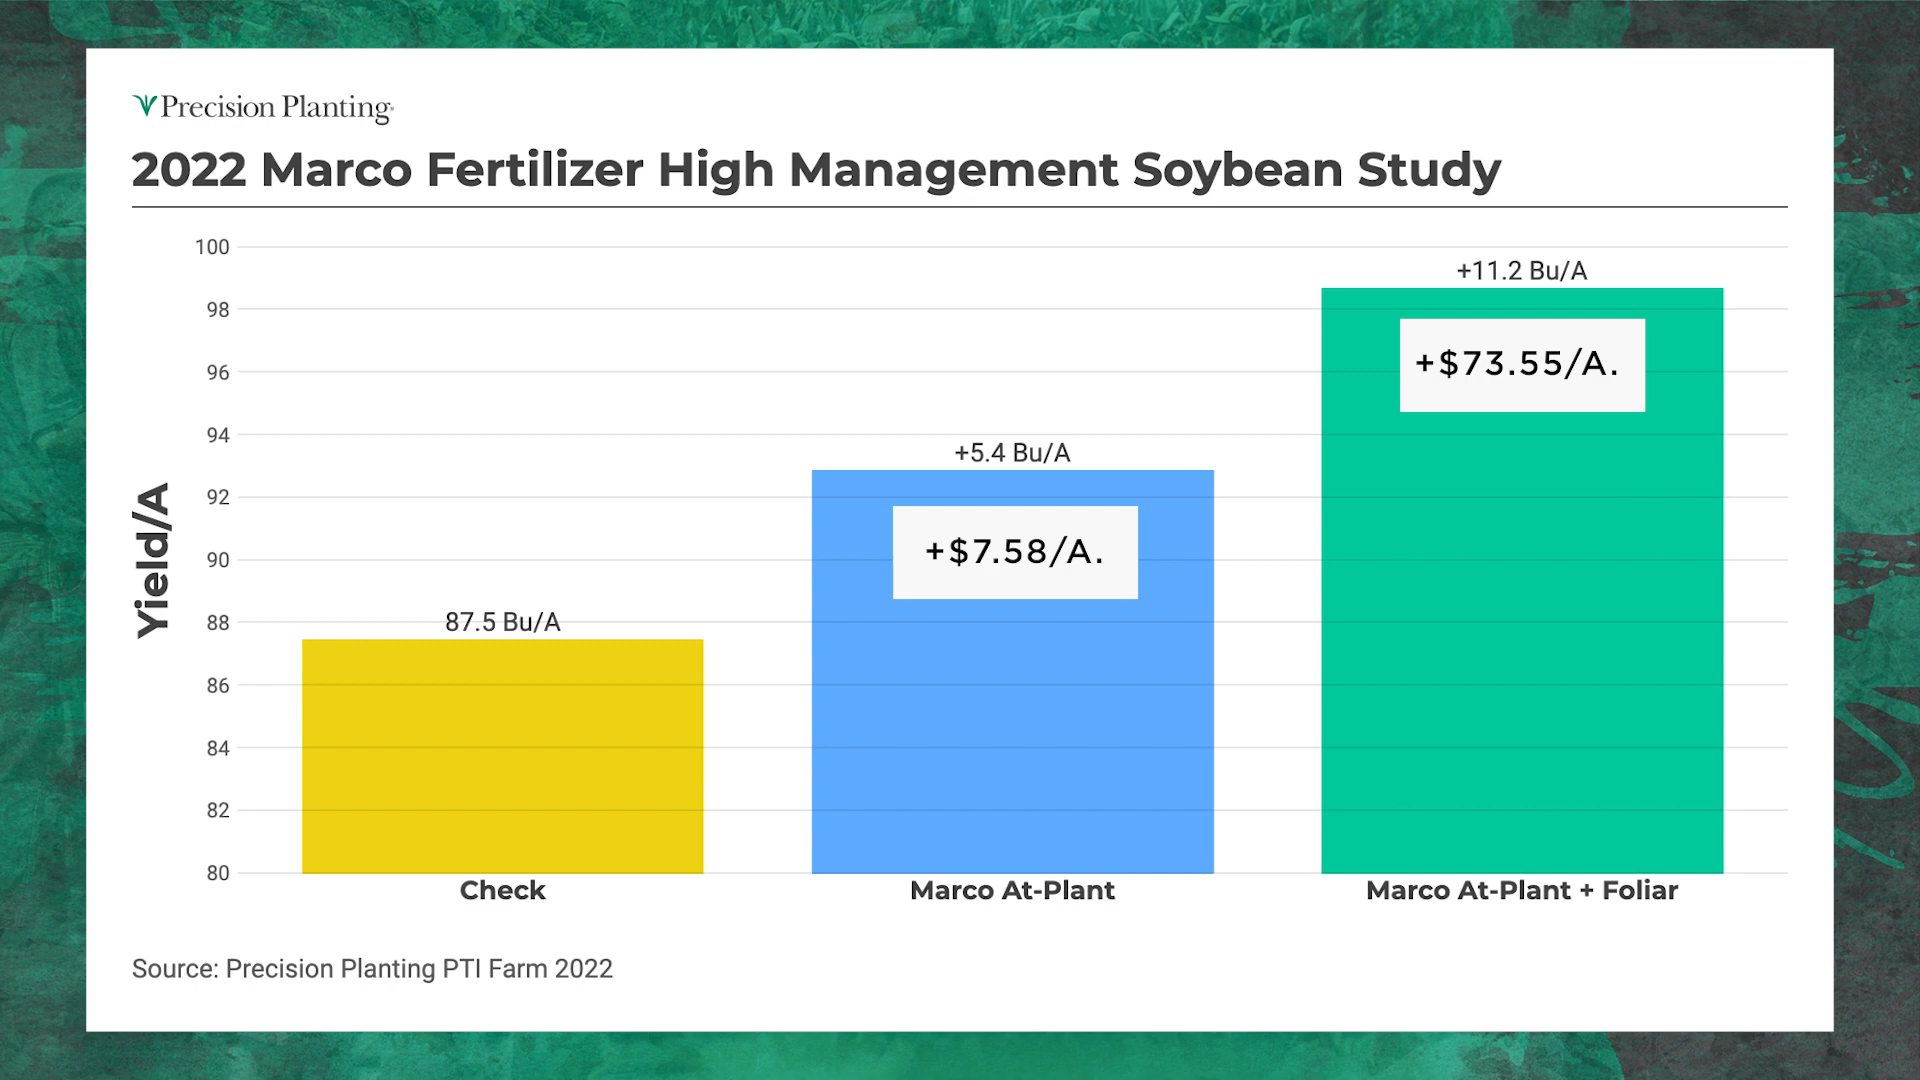 Precision Planting
2022 Marco Fertilizer High Management Soybean Study
Yield/A
100
98
96
94
92
90
88
86
84
82
80
87.5 Bu/A
+5.4 Bu/A
+$7.58/A.
+11.2 Bu/A
+$73.55/A.
Check
Marco At-Plant
Marco At-Plant + Foliar
Source: Precision Planting PTI Farm 2022